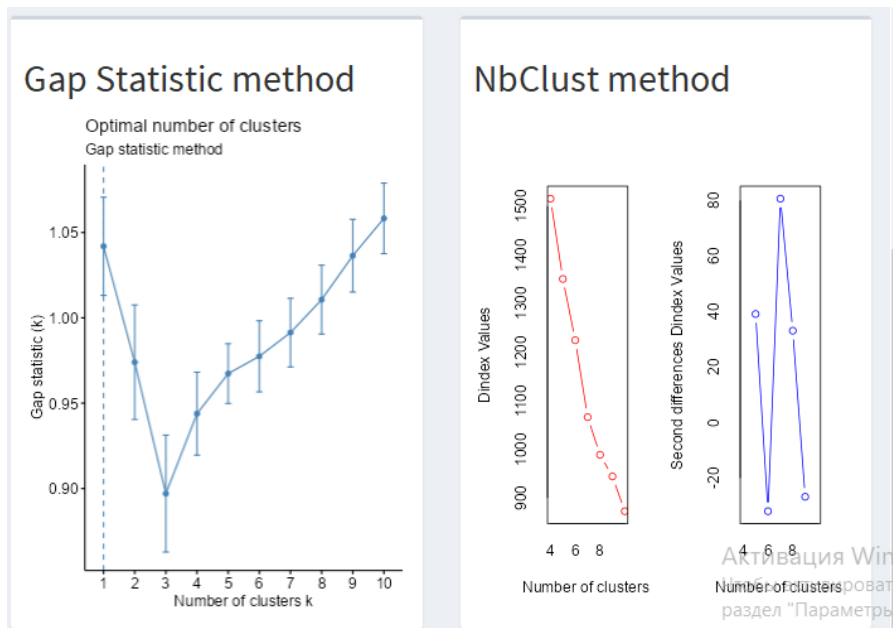 Gap Statistic method
Optimal number of clusters
Gap statistic method
Gap statistic (k)
1.05
1.00
0.95
0.90
1 2 3 4 5 6 7 8 9 10
Number of clusters k
NbClust method
Dindex Values
1500
1400
1300
1200
1100
1000
900
4 6 8
Number of clusters
Second differences Dindex Values
80
60
40
20
0
-20
4 6 8
Number of clusters
Активация Win
раздел "Параметры